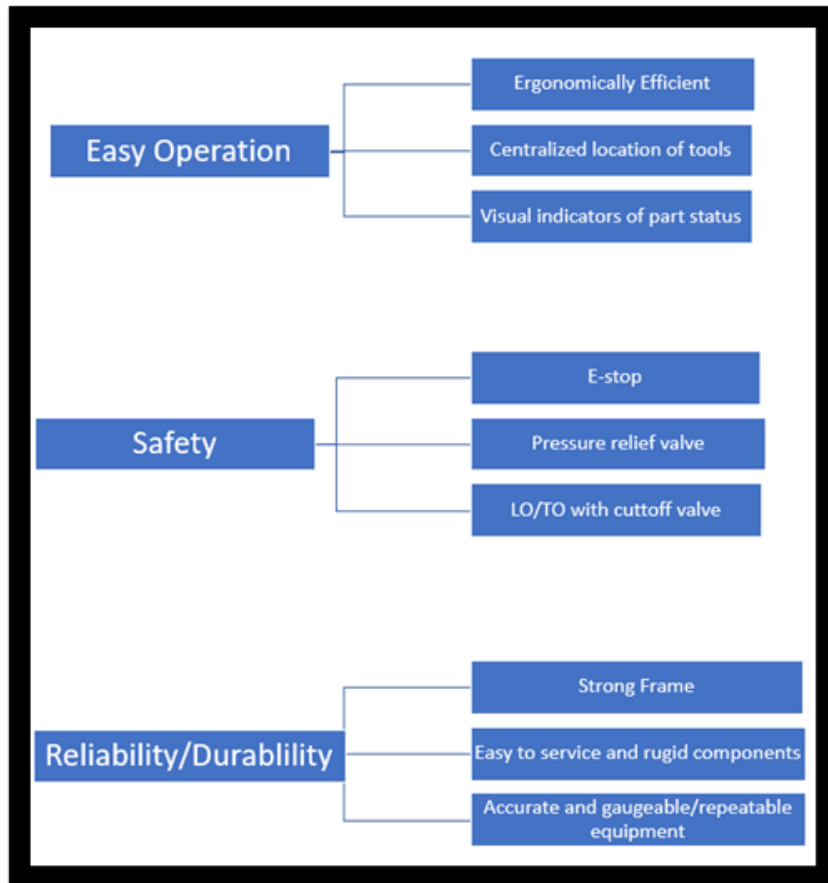 Easy Operation
Ergonomically Efficient
Centralized location of tools
Visual indicators of part status
Safety
E-stop
Pressure relief valve
LO/TO with cuttoff valve
Reliability/Durablility
Strong Frame
Easy to service and rugid components
Accurate and gaugeable/repeatable
equipment